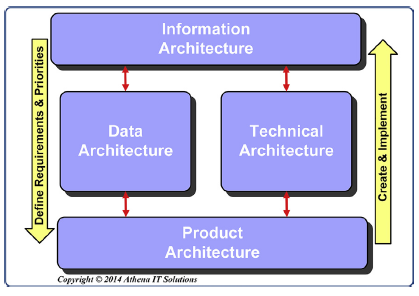 Information
Architecture
Define Requirements & Priorities
Data
Architecture
Technical
Architecture
Create & Implement
Product
Architecture
Copyright © 2014 Athena IT Solutions